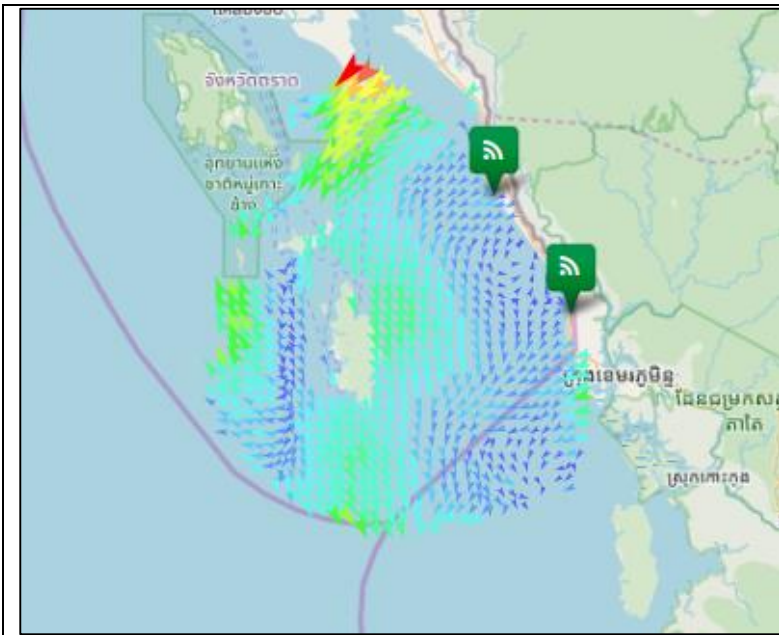 จังหวัดตราด
อุทยานแห่ง
ชาติหมู่เกาะ
ช้าง
ក្រុងខេមរភូមិន្ទ
ស្រុកកោះកុង